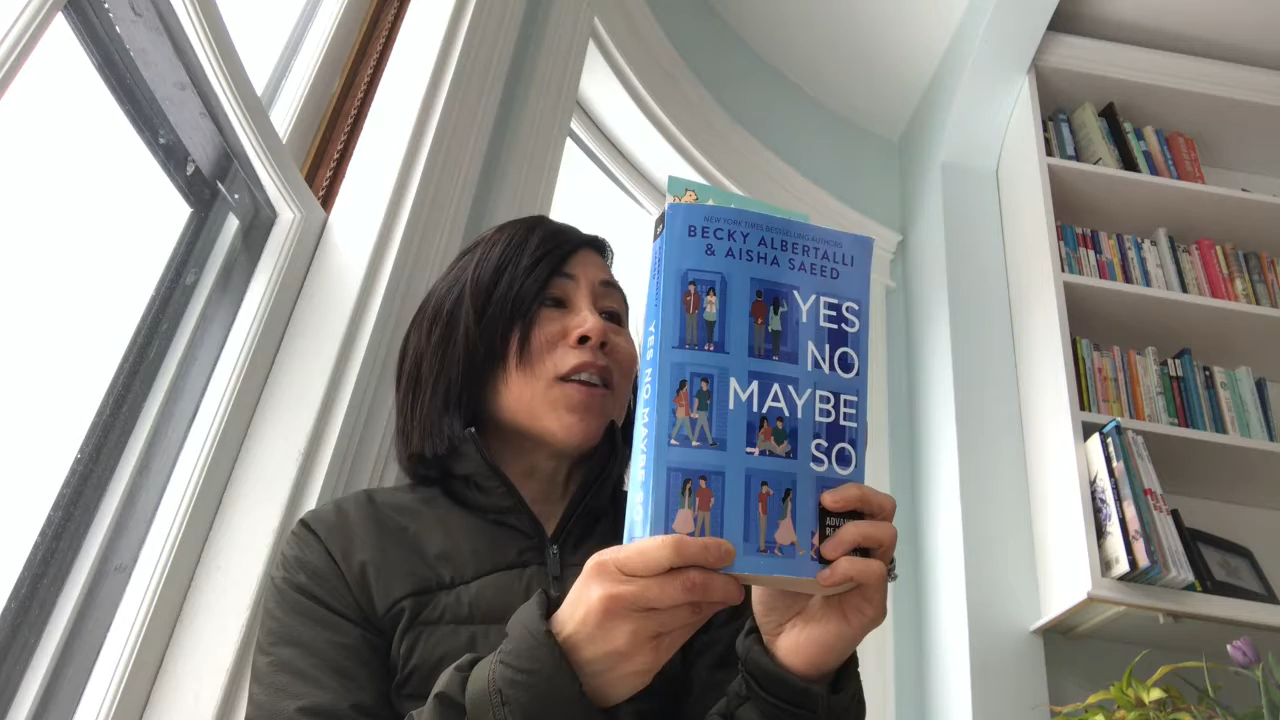 NEW YORK TIMES BESTSELLING AUTHORS
BECKY ALBERTALLI
& AISHA SAEED
YES
NO
MAYBE
SO
YES NO MAYBE SO